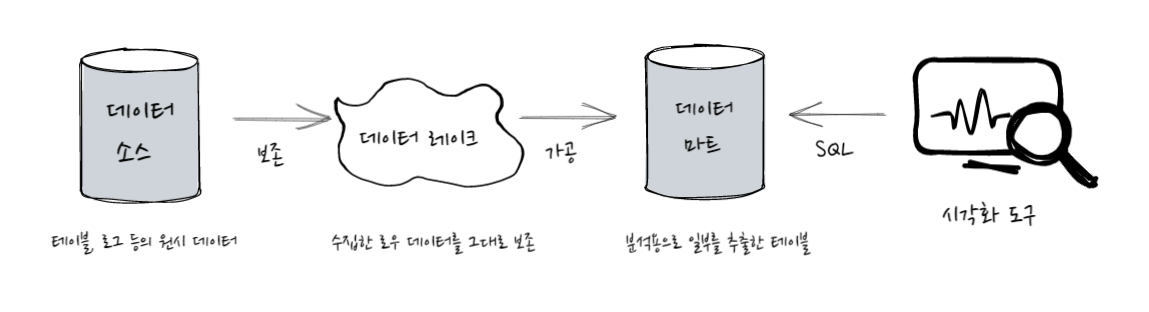 데이터
소스
보존
데이터 레이크
가공
데이터
마트
SQL
시각화 도구
테이블, 로그 등의 원시 데이터
수집한 로우 데이터를 그대로 보존
분석용으로 일부를 추출한 테이블